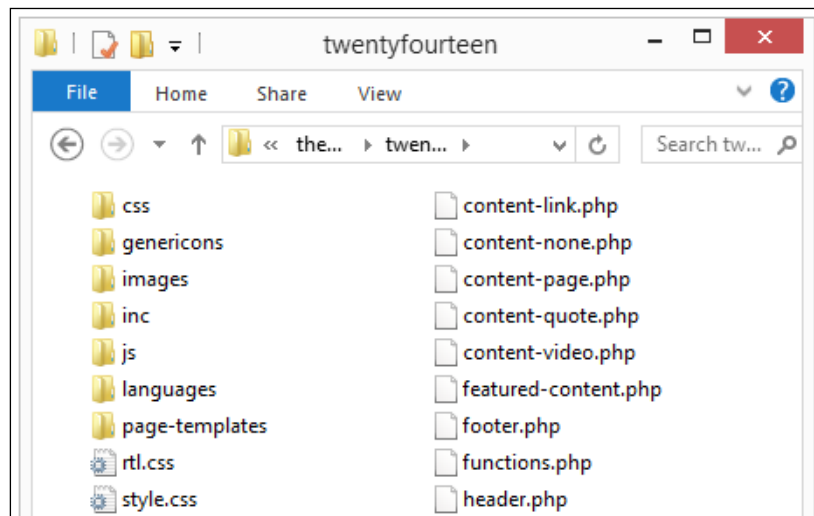 twentyfourteen
File Home Share View
« the... twen...
Search tw...
css
genericons
images
inc
js
languages
page-templates
rtl.css
style.css
content-link.php
content-none.php
content-page.php
content-quote.php
content-video.php
featured-content.php
footer.php
functions.php
header.php